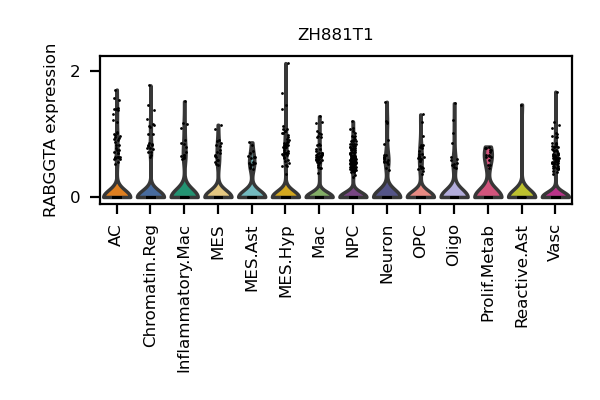 ZH881T1
RABGGTA expression
2
0
AC
Chromatin.Reg
Inflammatory.Mac
MES
MES.Ast
MES.Hyp
Mac
NPC
Neuron
OPC
Oligo
Prolif.Metab
Reactive.Ast
Vasc